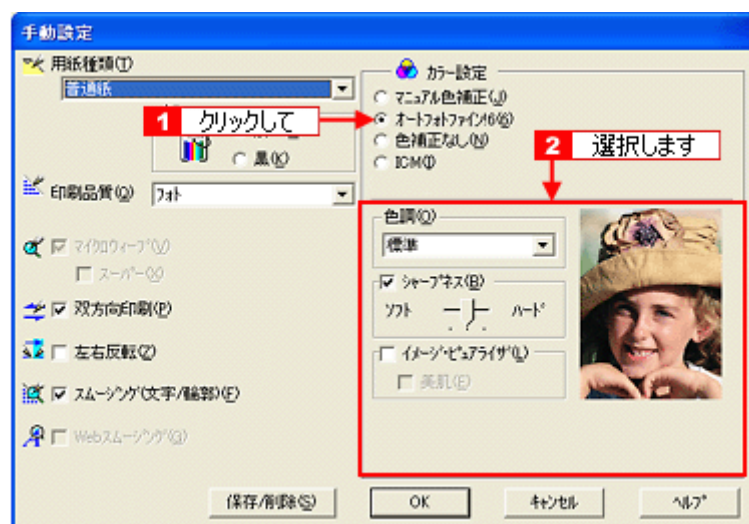 手動設定
用紙種類(T)
普通紙
1 クリックして
黒(K)
印刷品質(Q) フォト
マイクロウィーブ(V)
スーパー(X)
双方向印刷(P)
左右反転(Z)
スムージング(文字/輪郭)(F)
Webスムージング(G)
カラー設定
マニュアル色補正(J)
オートフォトファイン!6(6)
色補正なし(N)
ICM(I)
2 選択します
色調(O)
標準
シャープネス(B)
ソフト ハード
イメージ・ピュアライザ(L)
美肌(E)
保存/削除(S) OK キャンセル ヘルプ